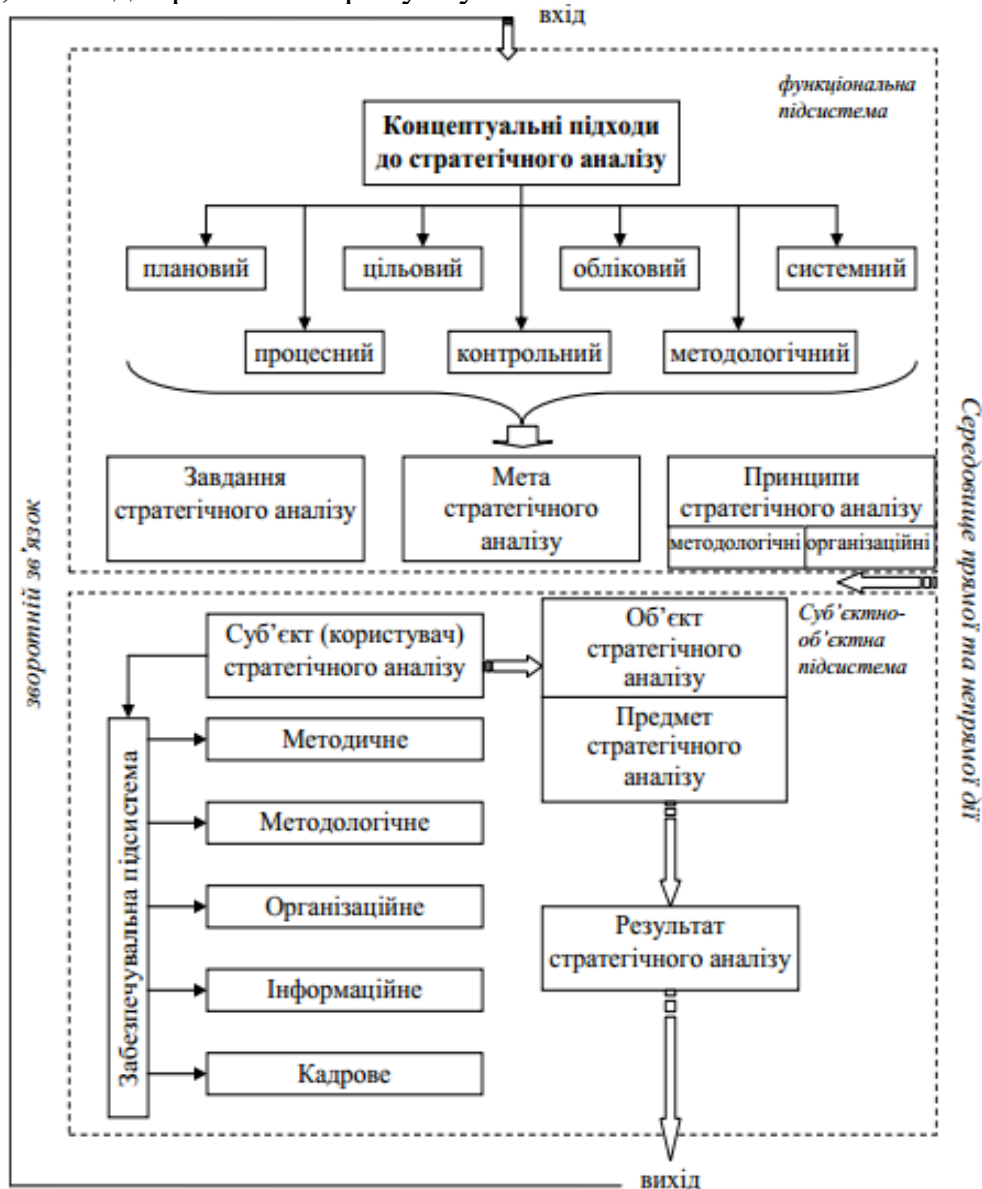 вхід
функціональна
підсистема
Концептуальні підходи
до стратегічного аналізу
плановий
цільовий
обліковий
системний
процесний
контрольний
методологічний
Завдання
стратегічного аналізу
Мета
стратегічного
аналізу
Принципи
стратегічного аналізу
методологічні
організаційні
зворотній зв’язок
Середовище прямої та непрямої дії
Суб’єктно-
об’єктна
підсистема
Суб’єкт (користувач)
стратегічного аналізу
Об’єкт
стратегічного
аналізу
Предмет
стратегічного
аналізу
Забезпечувальна підсистема
Методичне
Методологічне
Організаційне
Інформаційне
Кадрове
Результат
стратегічного аналізу
вихід